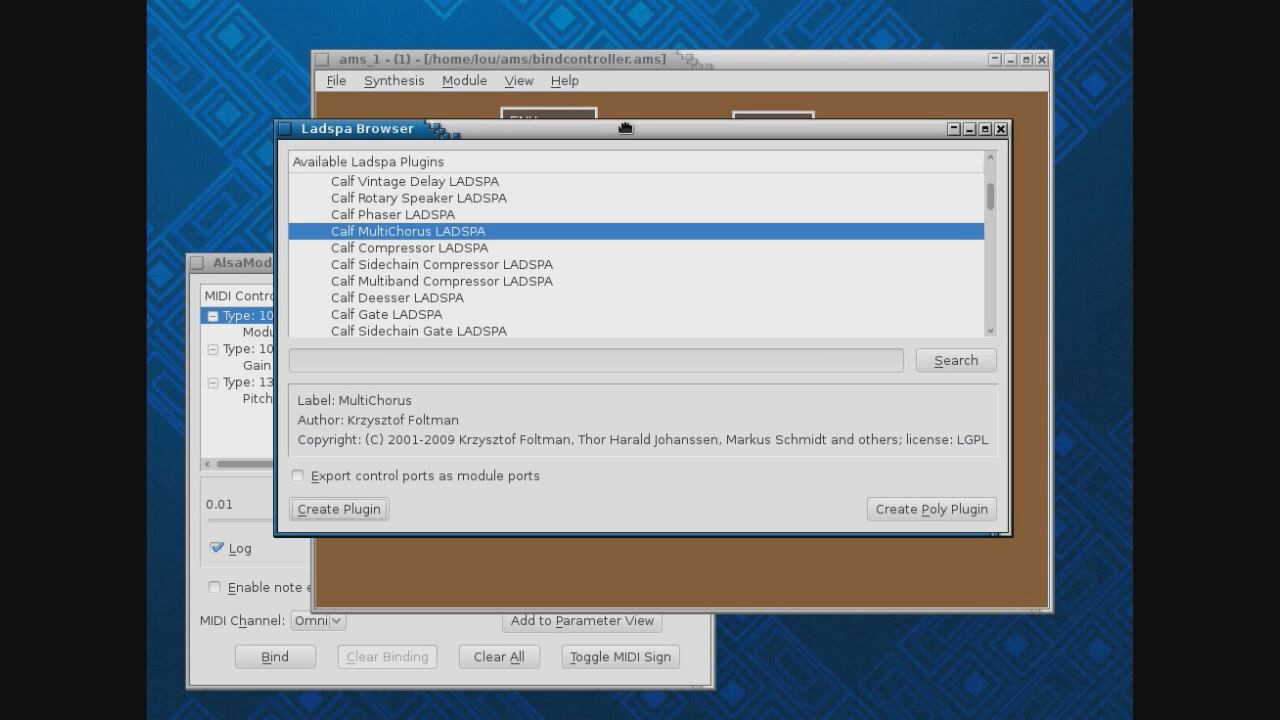 ams_1 - (1) - [/home/lou/ams/bindcontroller.ams]
File Synthesis Module View Help
Ladspa Browser
Available Ladspa Plugins
Calf Vintage Delay LADSPA
Calf Rotary Speaker LADSPA
Calf Phaser LADSPA
Calf MultiChorus LADSPA
Calf Compressor LADSPA
Calf Sidechain Compressor LADSPA
Calf Multiband Compressor LADSPA
Calf Deesser LADSPA
Calf Gate LADSPA
Calf Sidechain Gate LADSPA
Search
Label: MultiChorus
Author: Krzysztof Foltman
Copyright: (C) 2001-2009 Krzysztof Foltman, Thor Harald Johanssen, Markus Schmidt and others; license: LGPL
Export control ports as module ports
Create Plugin Create Poly Plugin
AlsaMod
MIDI Contro
Type: 10
Modu
Type: 10
Gain
Type: 13
Pitch
0.01
Log
Enable note e
MIDI Channel: Omni Add to Parameter View
Bind Clear Binding Clear All Toggle MIDI Sign